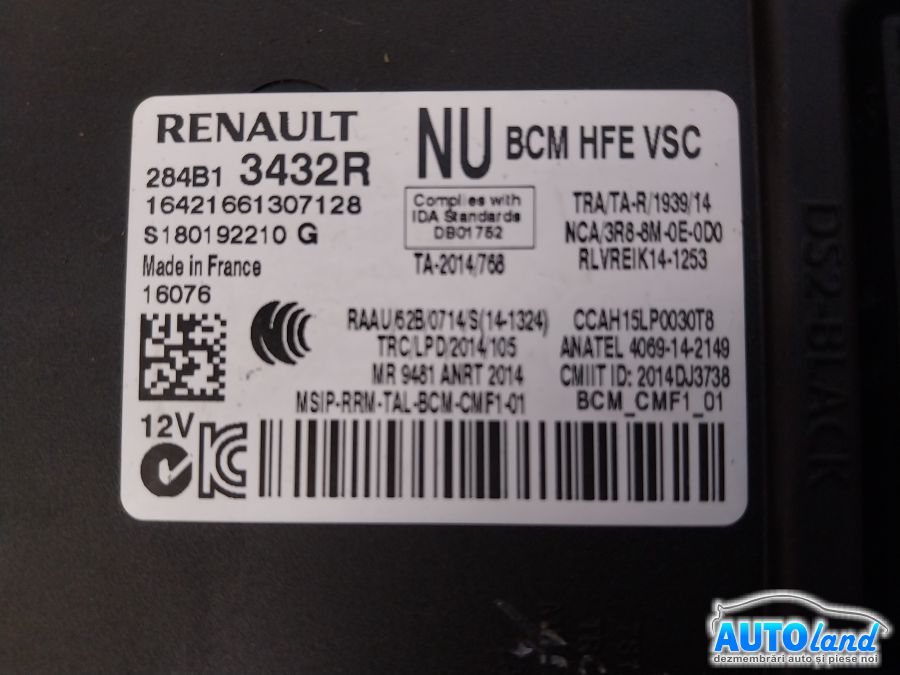 RENAULT
NU BCM HFE VSC
284B1 3432R
16421661307128
S180192210 G
Made in France
16076
Complies with
IDA Standards
DB01752
TA-2014/768
TRA/TA-R/1939/14
NCA/3R8-8M-0E-0D0
RLVREIK14-1253
RAAU/62B/0714/S(14-1324)
TRC/LPD/2014/105
MR 9481 ANRT 2014
MSIP-RRM-TAL-BCM-CMF1-01
CCAH15LP0030T8
ANATEL 4069-14-2149
CMIIT ID: 2014DJ3738
BCM_CMF1_01
12V
DS2-BLACK
AUTOland
dezmembrări auto și piese noi